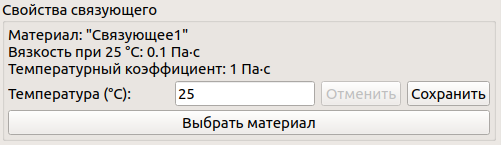 Свойства связующего
Материал: "Связующее1"
Вязкость при 25 °C: 0.1 Па·с
Температурный коэффициент: 1 Па·с
Температура (°C): 25 Отменить Сохранить
Выбрать материал